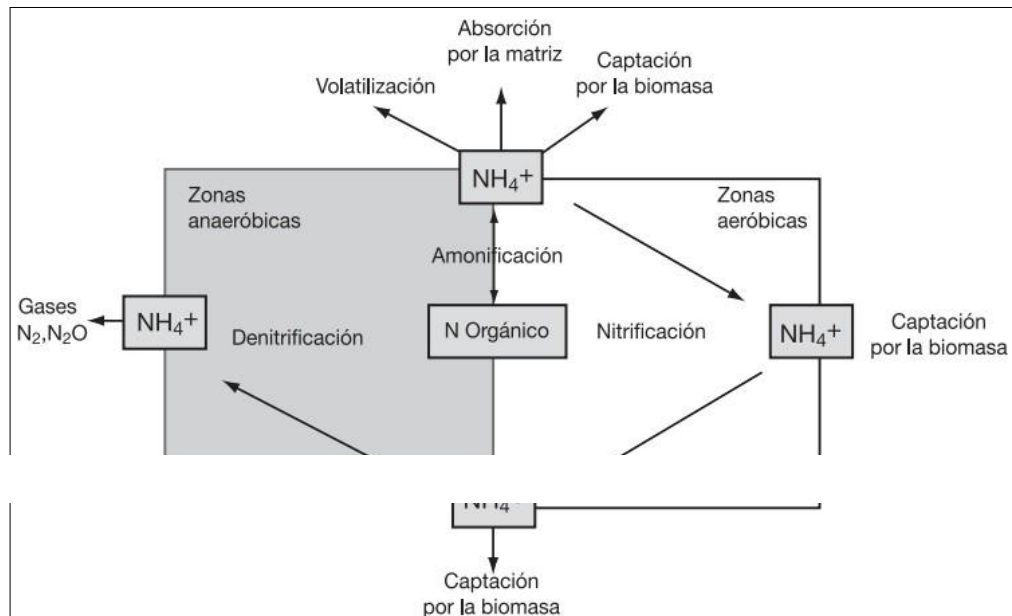 Absorción
por la matriz
Captación
por la biomasa
Volatilización
NH₄⁺
Zonas
anaeróbicas
Zonas
aeróbicas
Amonificación
Gases
N₂,N₂O
NH₄⁺
Denitrificación
N Orgánico
Nitrificación
NH₄⁺
Captación
por la biomasa
Captación
por la biomasa